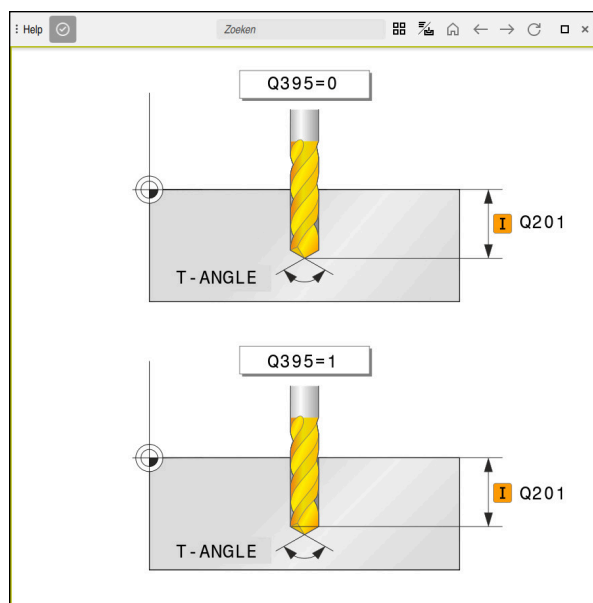 Help
Zoeken
Q395=0
I Q201
T-ANGLE
Q395=1
I Q201
T-ANGLE